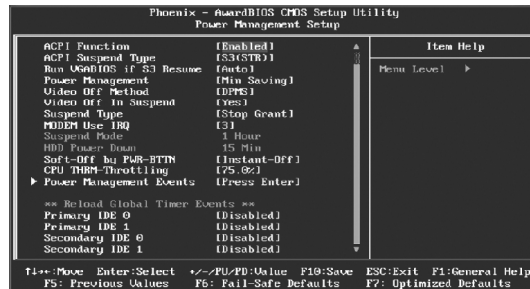 Phoenix - AwardBIOS CMOS Setup Utility
Power Management Setup
ACPI Function [Enabled]
ACPI Suspend Type [S3(STR)]
Run VGABIOS if S3 Resume [Auto]
Power Management [Min Saving]
Video Off Method [DPMS]
Video Off In Suspend [Yes]
Suspend Type [Stop Grant]
MODEM Use IRQ [3]
Suspend Mode 1 Hour
HDD Power Down 15 Min
Soft-Off by PWR-BTTN [Instant-Off]
CPU THRM-Throttling [75.0%]
Power Management Events [Press Enter]
** Reload Global Timer Events **
Primary IDE 0 [Disabled]
Primary IDE 1 [Disabled]
Secondary IDE 0 [Disabled]
Secondary IDE 1 [Disabled]
Item Help
Menu Level ▶
↑↓→←:Move Enter:Select +/-/PU/PD:Value F10:Save ESC:Exit F1:General Help
F5: Previous Values F6: Fail-Safe Defaults F7: Optimized Defaults